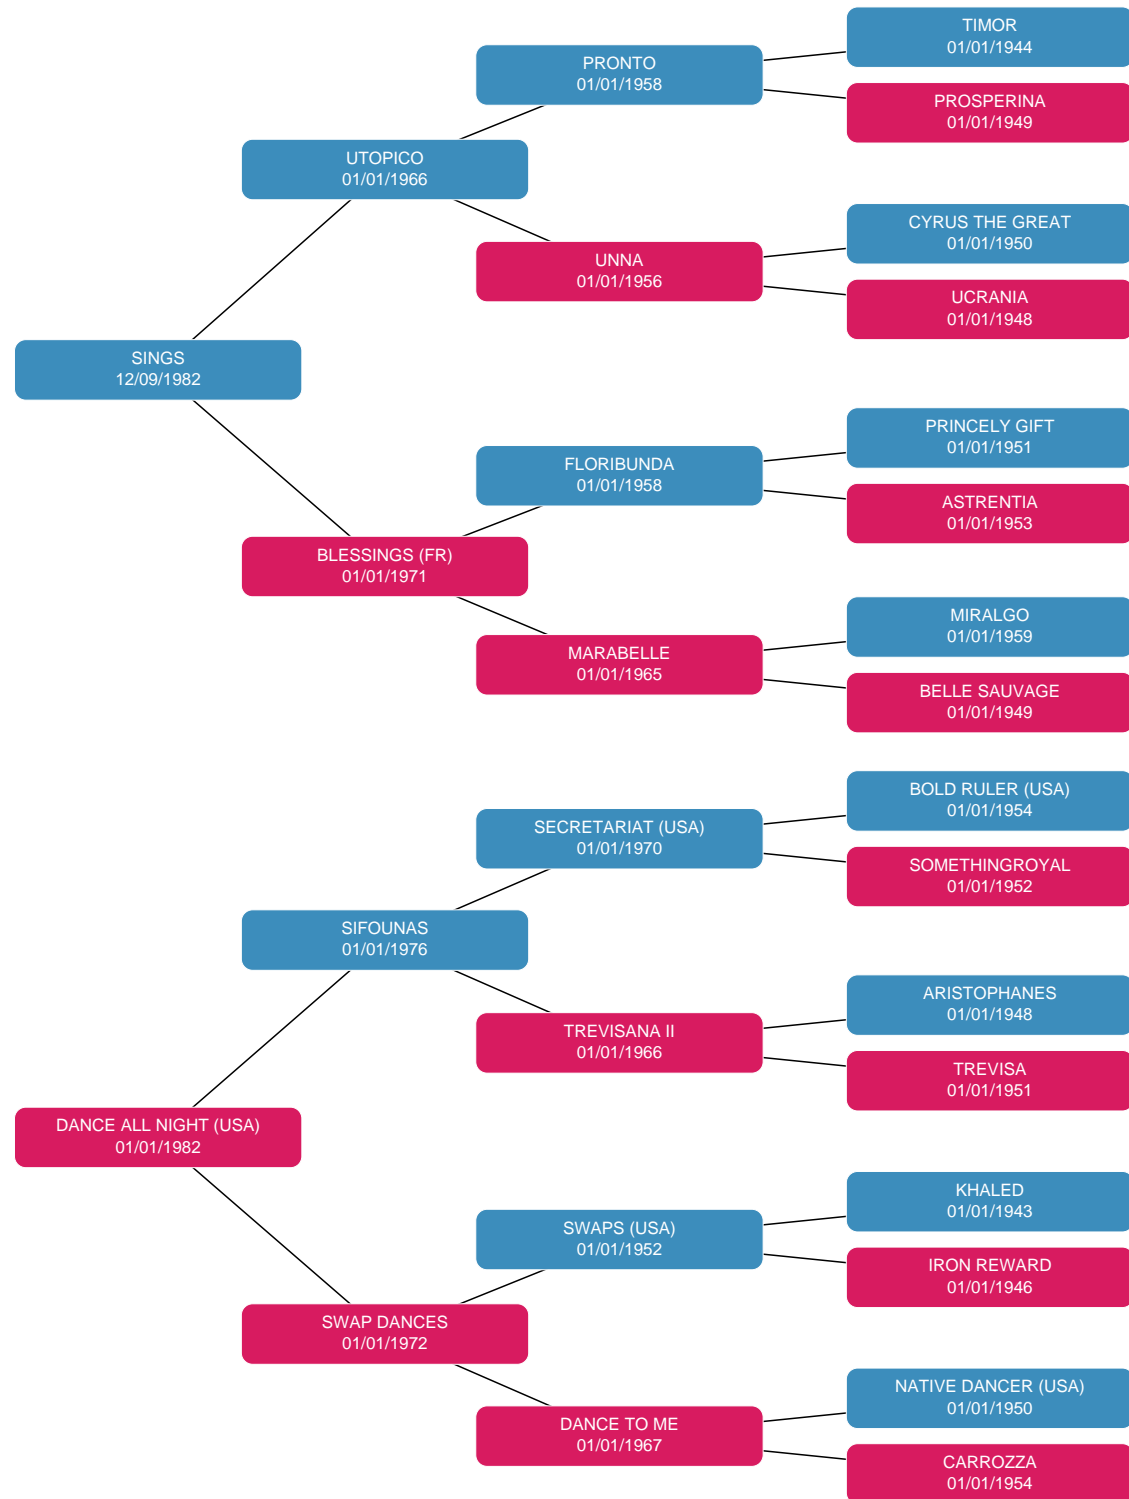 TIMOR
01/01/1944
PRONTO
01/01/1958
PROSPERINA
01/01/1949
UTOPICO
01/01/1966
CYRUS THE GREAT
01/01/1950
UNNA
01/01/1956
UCRANIA
01/01/1948
SINGS
12/09/1982
PRINCELY GIFT
01/01/1951
FLORIBUNDA
01/01/1958
ASTRENTIA
01/01/1953
BLESSINGS (FR)
01/01/1971
MIRALGO
01/01/1959
MARABELLE
01/01/1965
BELLE SAUVAGE
01/01/1949
BOLD RULER (USA)
01/01/1954
SECRETARIAT (USA)
01/01/1970
SOMETHINGROYAL
01/01/1952
SIFOUNAS
01/01/1976
ARISTOPHANES
01/01/1948
TREVISANA II
01/01/1966
TREVISA
01/01/1951
DANCE ALL NIGHT (USA)
01/01/1982
KHALED
01/01/1943
SWAPS (USA)
01/01/1952
IRON REWARD
01/01/1946
SWAP DANCES
01/01/1972
NATIVE DANCER (USA)
01/01/1950
DANCE TO ME
01/01/1967
CARROZZA
01/01/1954